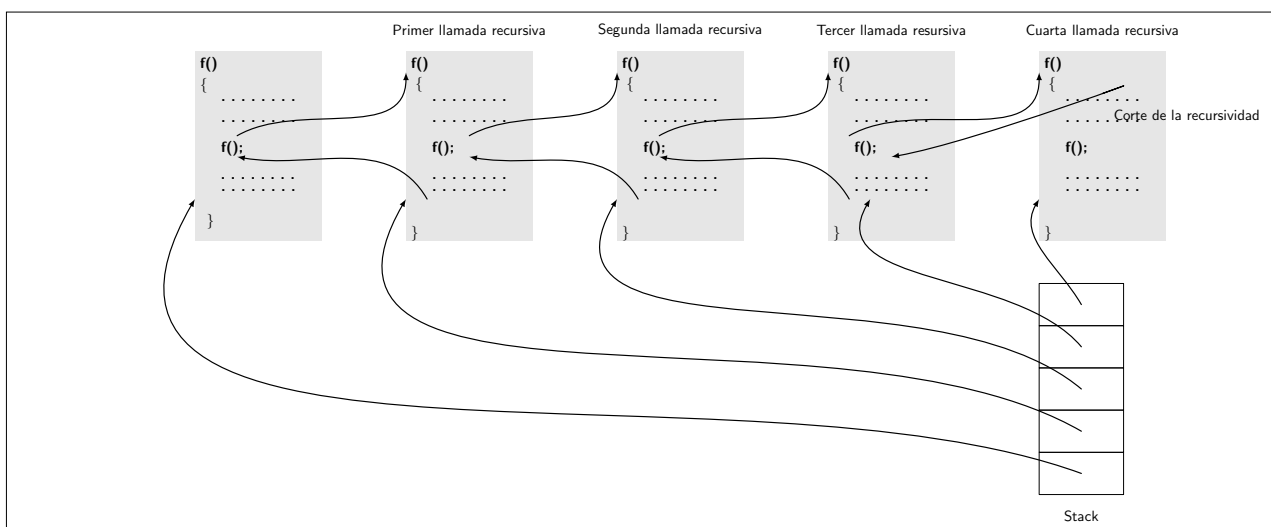 Primer llamada recursiva
Segunda llamada recursiva
Tercer llamada resursiva
Cuarta llamada recursiva
f()
{
. . . . . . . .
. . . . . . . .
f();
. . . . . . . .
. . . . . . . .
}
f()
{
. . . . . . . .
. . . . . . . .
f();
. . . . . . . .
. . . . . . . .
}
f()
{
. . . . . . . .
. . . . . . . .
f();
. . . . . . . .
. . . . . . . .
}
f()
{
. . . . . . . .
. . . . . . . .
f();
. . . . . . . .
. . . . . . . .
}
f()
{
. . . . . . . .
. . . . . . . .
f();
. . . . . . . .
. . . . . . . .
}
Corte de la recursividad
Stack